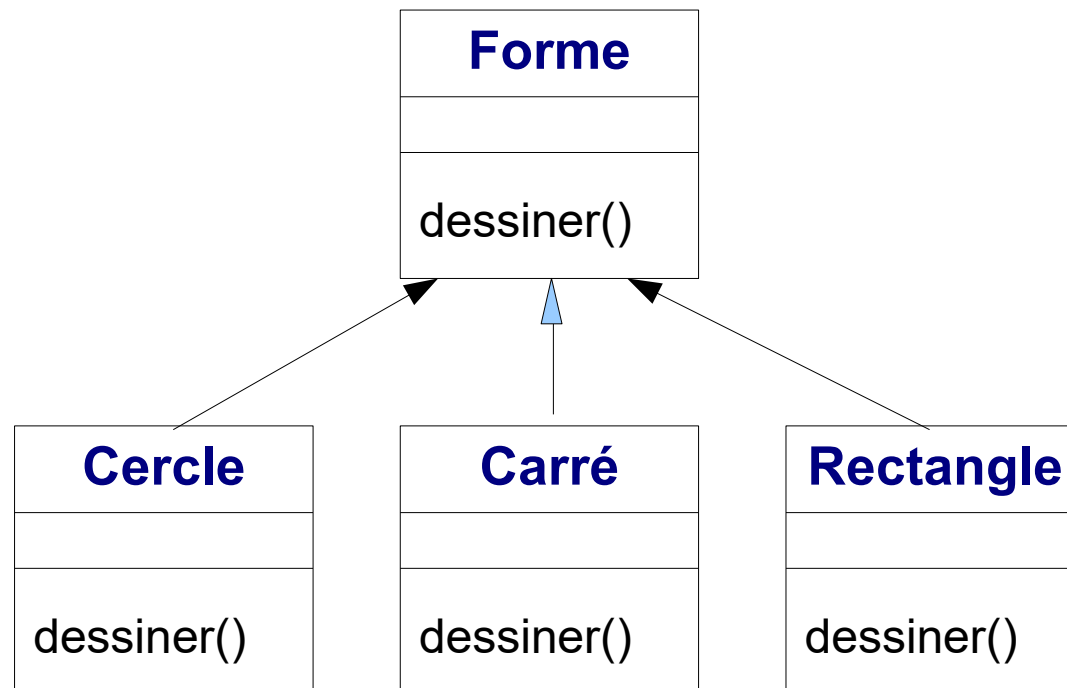 Forme
dessiner()
Cercle
Carré
Rectangle
dessiner()
dessiner()
dessiner()